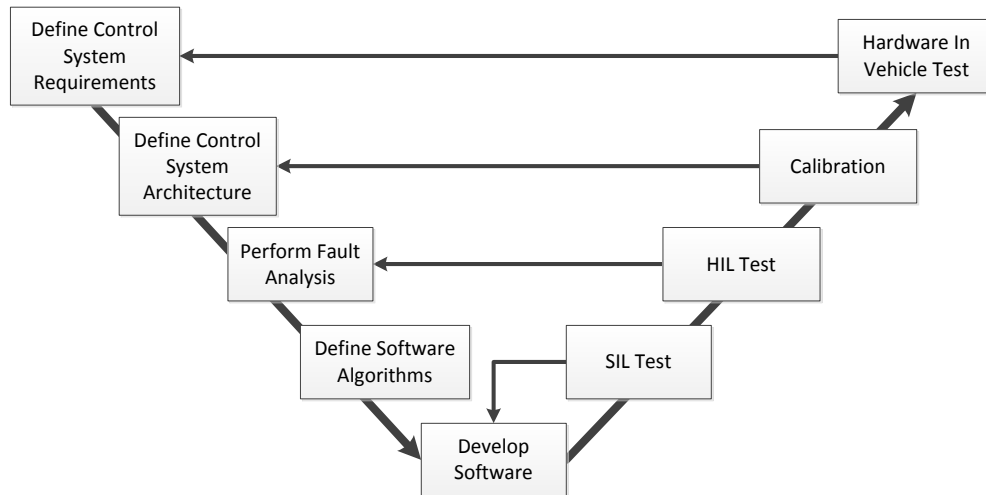 Define Control
System
Requirements
Hardware In
Vehicle Test
Define Control
System
Architecture
Calibration
Perform Fault
Analysis
HIL Test
Define Software
Algorithms
SIL Test
Develop
Software